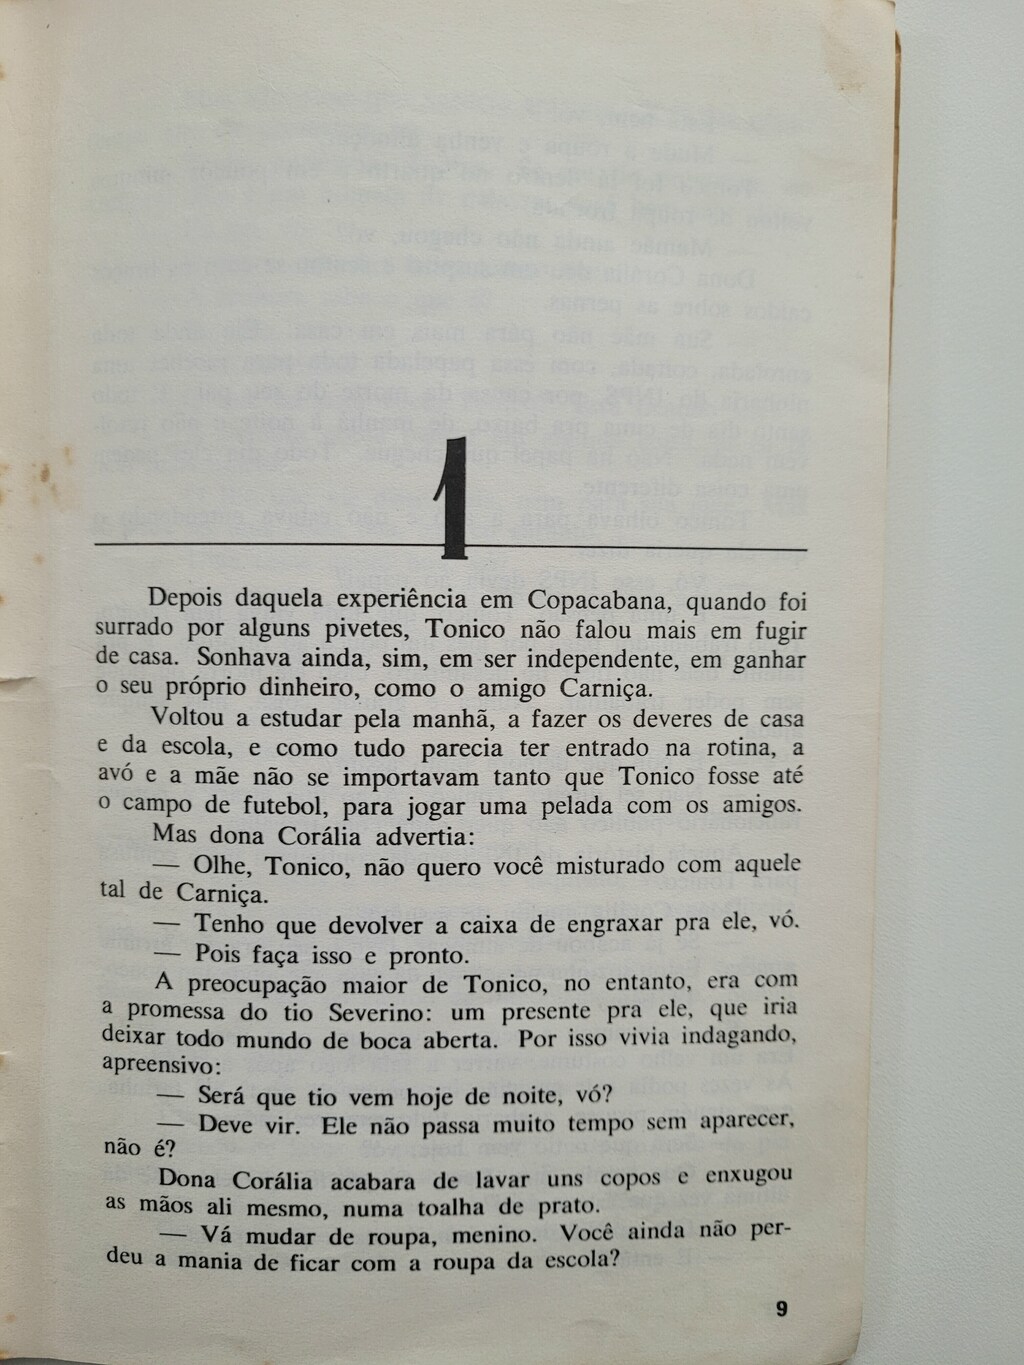 1
Depois daquela experiência em Copacabana, quando foi
surrado por alguns pivetes, Tonico não falou mais em fugir
de casa. Sonhava ainda, sim, em ser independente, em ganhar
o seu próprio dinheiro, como o amigo Carniça.
Voltou a estudar pela manhã, a fazer os deveres de casa
e da escola, e como tudo parecia ter entrado na rotina, a
avó e a mãe não se importavam tanto que Tonico fosse até
o campo de futebol, para jogar uma pelada com os amigos.
Mas dona Corália advertia:
— Olhe, Tonico, não quero você misturado com aquele
tal de Carniça.
— Tenho que devolver a caixa de engraxar pra ele, vó.
— Pois faça isso e pronto.
A preocupação maior de Tonico, no entanto, era com
a promessa do tio Severino: um presente pra ele, que iria
deixar todo mundo de boca aberta. Por isso vivia indagando,
apreensivo:
— Será que tio vem hoje de noite, vó?
— Deve vir. Ele não passa muito tempo sem aparecer,
não é?
Dona Corália acabara de lavar uns copos e enxugou
as mãos ali mesmo, numa toalha de prato.
— Vá mudar de roupa, menino. Você ainda não per-
deu a mania de ficar com a roupa da escola?
9